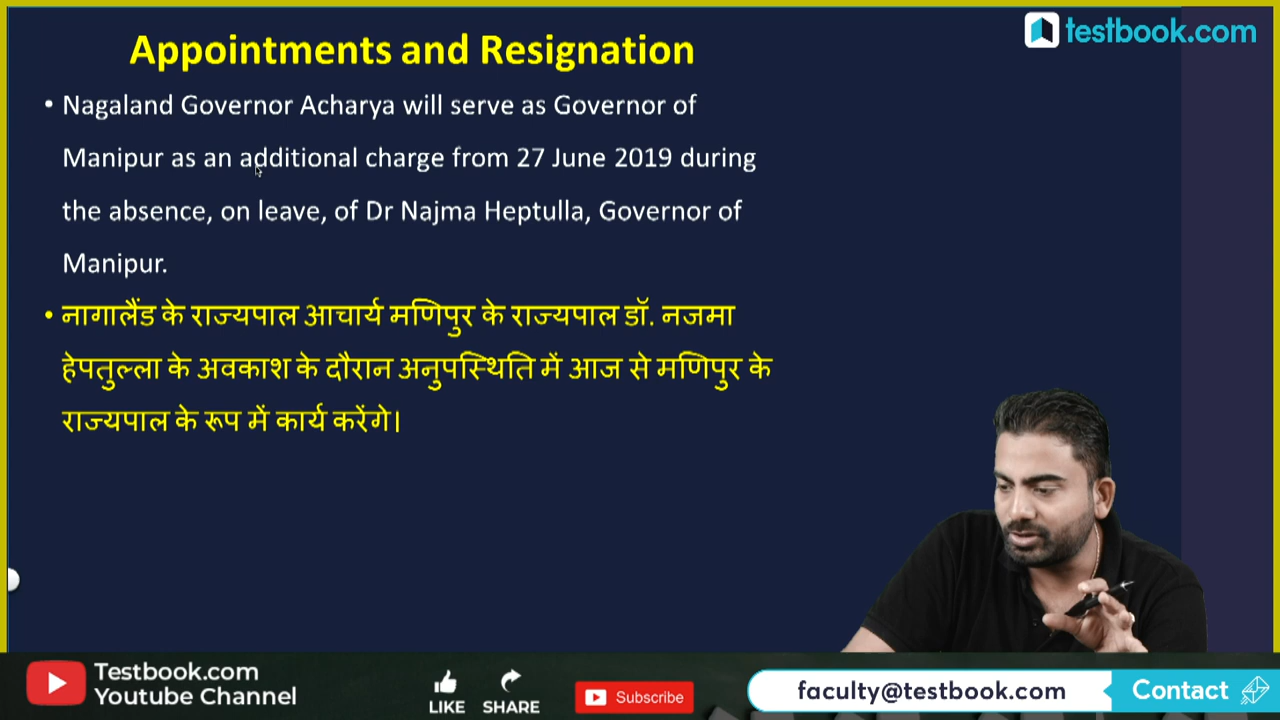 Appointments and Resignation
testbook.com
• Nagaland Governor Acharya will serve as Governor of
Manipur as an additional charge from 27 June 2019 during
the absence, on leave, of Dr Najma Heptulla, Governor of
Manipur.
• नागालैंड के राज्यपाल आचार्य मणिपुर के राज्यपाल डॉ. नजमा
हेपतुल्ला के अवकाश के दौरान अनुपस्थिति में आज से मणिपुर के
राज्यपाल के रूप में कार्य करेंगे।
Testbook.com
Youtube Channel
LIKE
SHARE
Subscribe
faculty@testbook.com
Contact